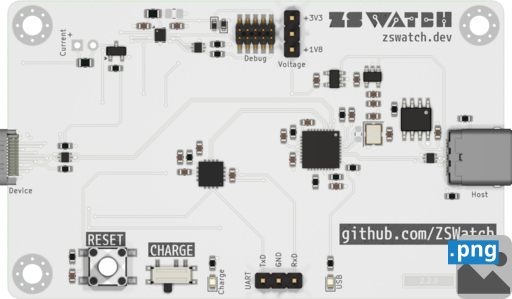 ZSWATCH
zswatch.dev
Current +
+3V3
+1V8
Debug
Voltage
Device
Host
github.com/ZSWatch
.png
RESET
CHARGE
Charge
UART
TxD
GND
RxD
USB